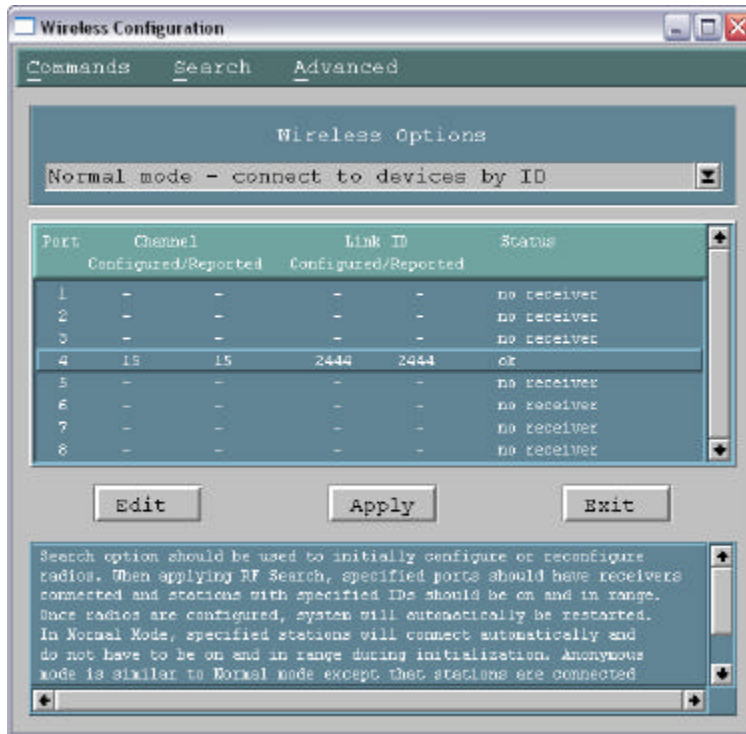 Wireless Configuration
Commands Search Advanced
Wireless Options
Normal mode - connect to devices by ID
Port Channel Link ID Status
Configured/Reported Configured/Reported
1 - - - - no receiver
2 - - - - no receiver
3 - - - - no receiver
4 15 15 2444 2444 ok
5 - - - - no receiver
6 - - - - no receiver
7 - - - - no receiver
8 - - - - no receiver
Edit Apply Exit
Search option should be used to initially configure or reconfigure
radios. When applying RF Search, specified ports should have receivers
connected and stations with specified IDs should be on and in range.
Once radios are configured, system will automatically be restarted.
In Normal Mode, specified stations will connect automatically and
do not have to be on and in range during initialization. Anonymous
mode is similar to Normal mode except that stations are connected